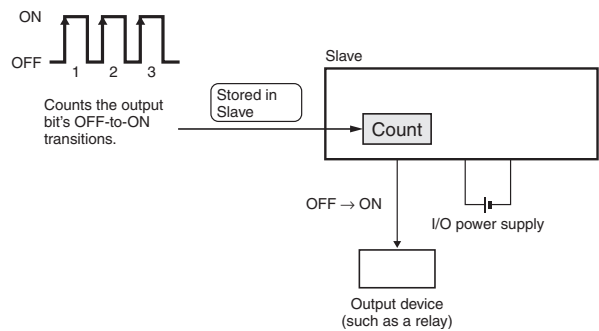 ON
OFF
1 2 3
Counts the output
bit's OFF-to-ON
transitions.
Stored in
Slave
Slave
Count
OFF → ON
I/O power supply
Output device
(such as a relay)